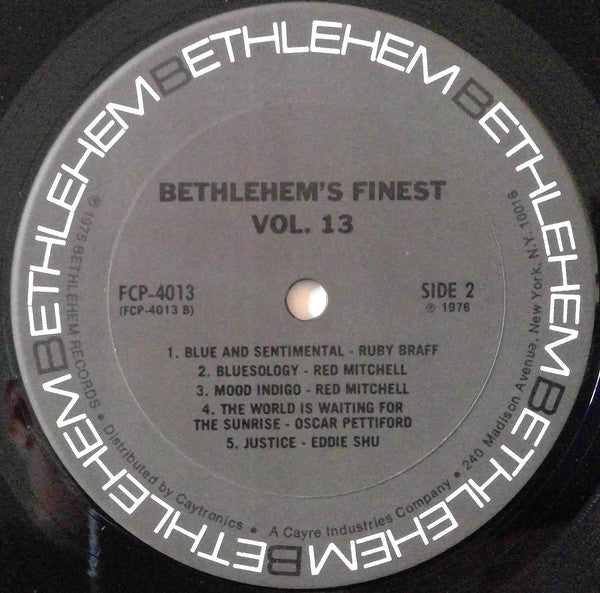 BETHLEHEM BETHLEHEM BETHLEHEM BETHLEHEM BETHLEHEM
BETHLEHEM'S FINEST
VOL. 13
FCP-4013
(FCP-4013 B)
SIDE 2
℗ 1976
1. BLUE AND SENTIMENTAL - RUBY BRAFF
2. BLUESOLOGY - RED MITCHELL
3. MOOD INDIGO - RED MITCHELL
4. THE WORLD IS WAITING FOR
THE SUNRISE - OSCAR PETTIFORD
5. JUSTICE - EDDIE SHU
℗ 1975 BETHLEHEM RECORDS • Distributed by Caytronics • A Cayre Industries Company • 240 Madison Avenue, New York, N.Y. 10016